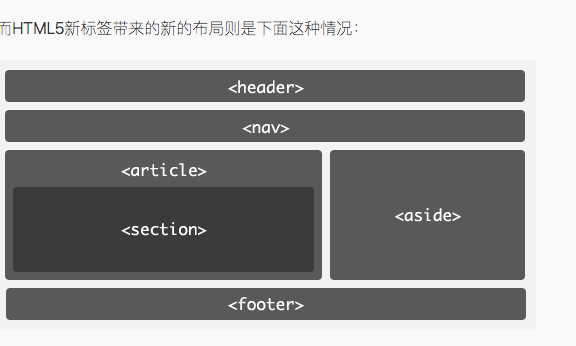 而HTML5新标签带来的新的布局则是下面这种情况：
<header>
<nav>
<article>
<section>
<aside>
<footer>